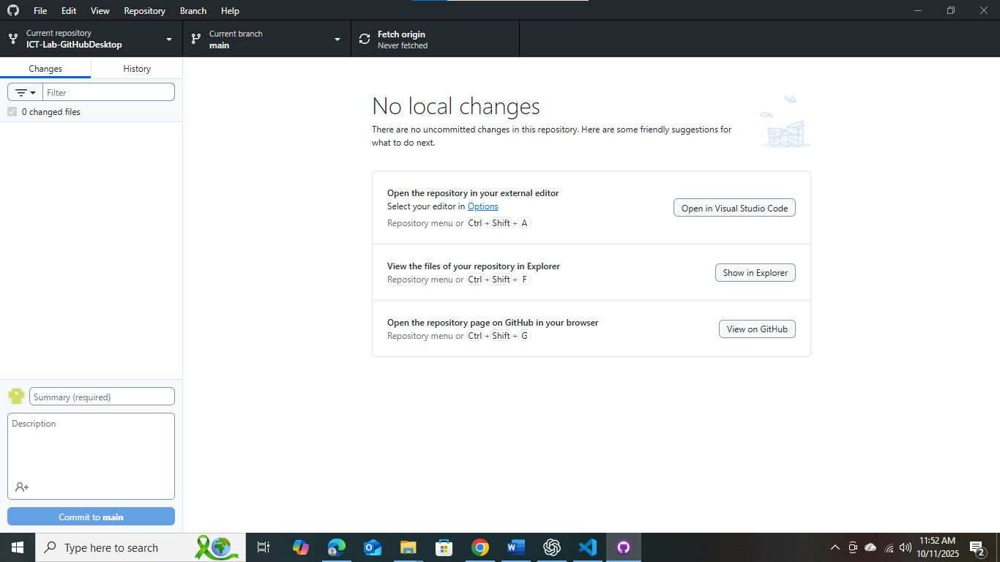 File Edit View Repository Branch Help
Current repository
ICT-Lab-GitHubDesktop
Current branch
main
Fetch origin
Never fetched
Changes History
Filter
0 changed files
No local changes
There are no uncommitted changes in this repository. Here are some friendly suggestions for
what to do next.
Open the repository in your external editor
Select your editor in Options
Repository menu or Ctrl + Shift + A
Open in Visual Studio Code
View the files of your repository in Explorer
Repository menu or Ctrl + Shift + F
Show in Explorer
Open the repository page on GitHub in your browser
Repository menu or Ctrl + Shift + G
View on GitHub
Summary (required)
Description
Commit to main
Type here to search
11:52 AM
10/11/2025
2